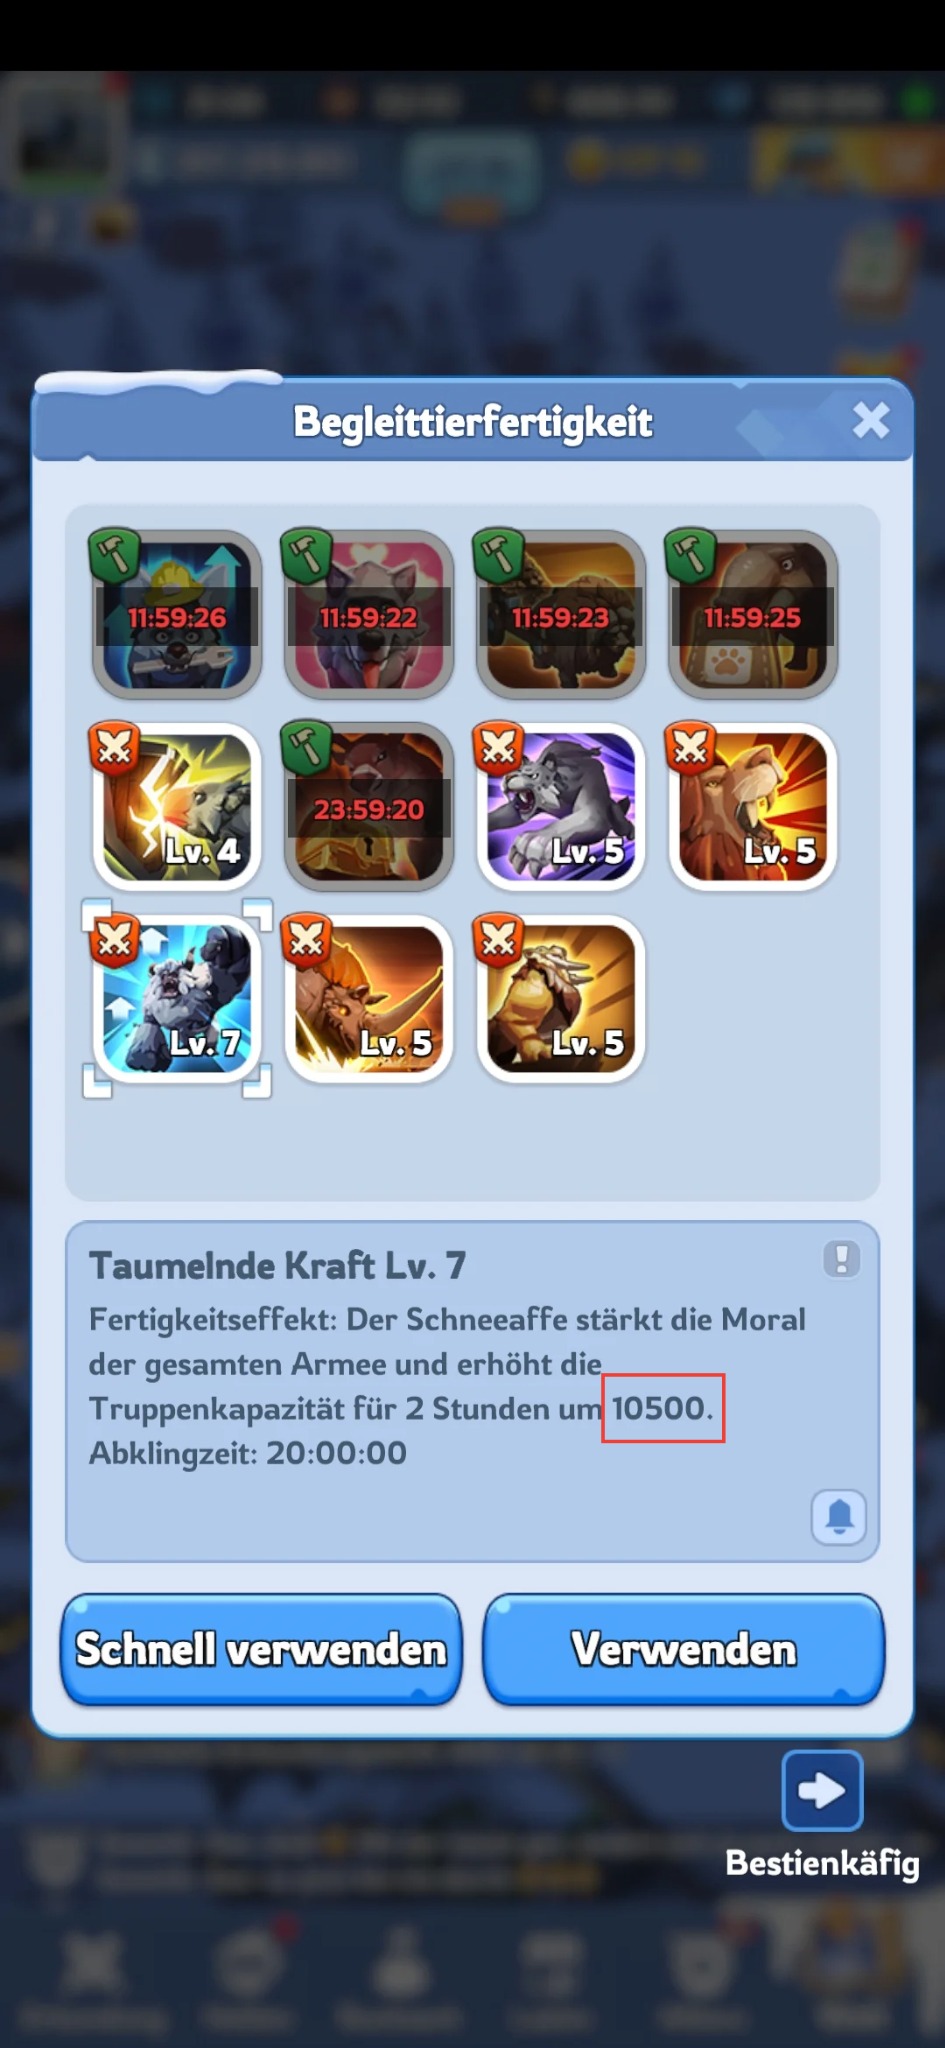 Begleittierfertigkeit
11:59:26
11:59:22
11:59:23
11:59:25
Lv. 4
23:59:20
Lv. 5
Lv. 5
Lv. 7
Lv. 5
Lv. 5
Taumelnde Kraft Lv. 7
Fertigkeitseffekt: Der Schneeaffe stärkt die Moral
der gesamten Armee und erhöht die
Truppenkapazität für 2 Stunden um 10500.
Abklingzeit: 20:00:00
Schnell verwenden
Verwenden
Bestienkäfig